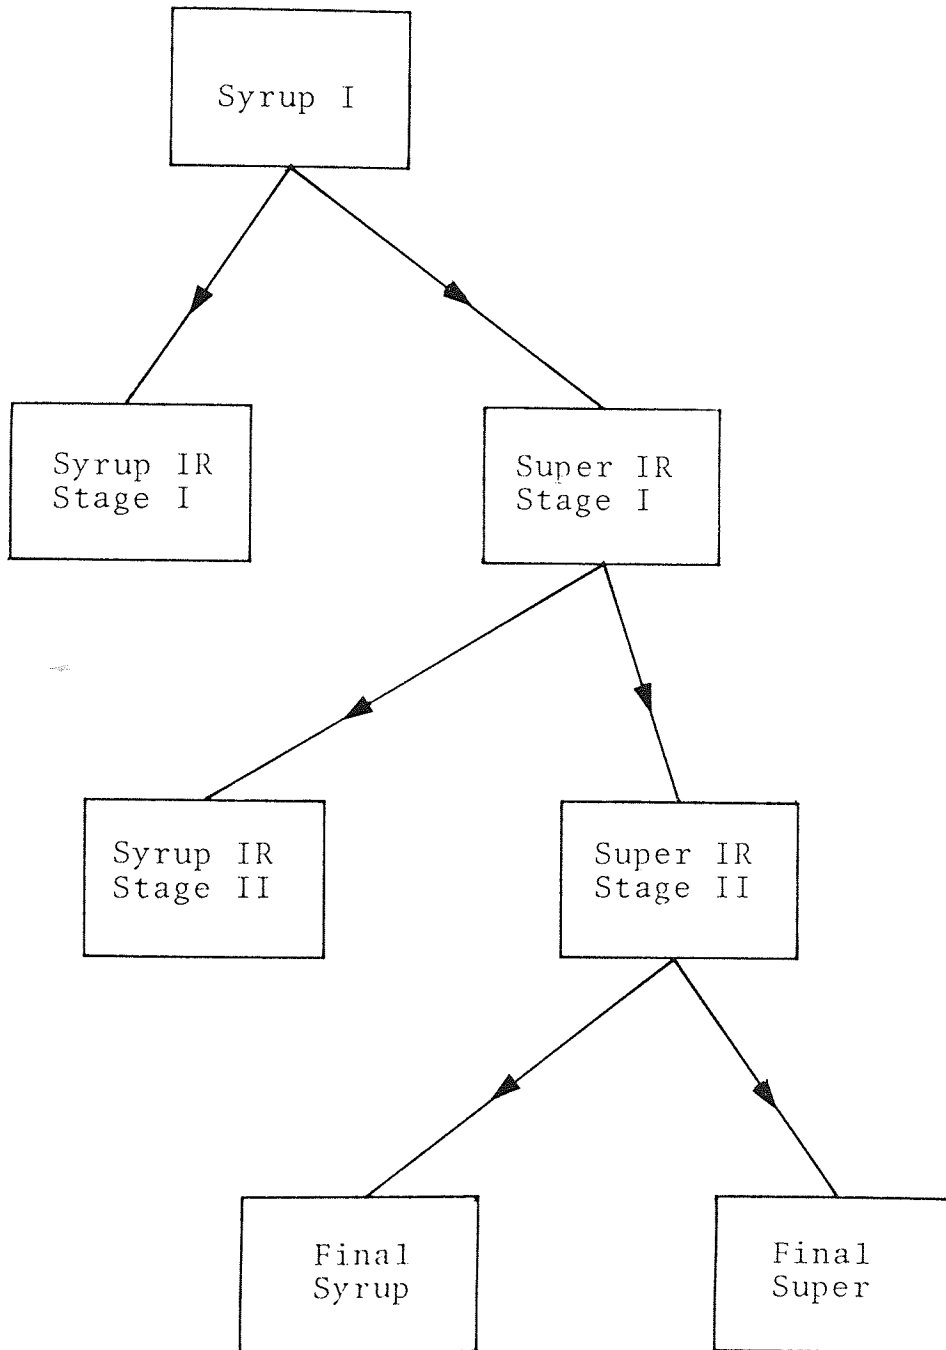 Syrup I
Syrup IR
Stage I
Super IR
Stage I
Syrup IR
Stage II
Super IR
Stage II
Final
Syrup
Final
Super